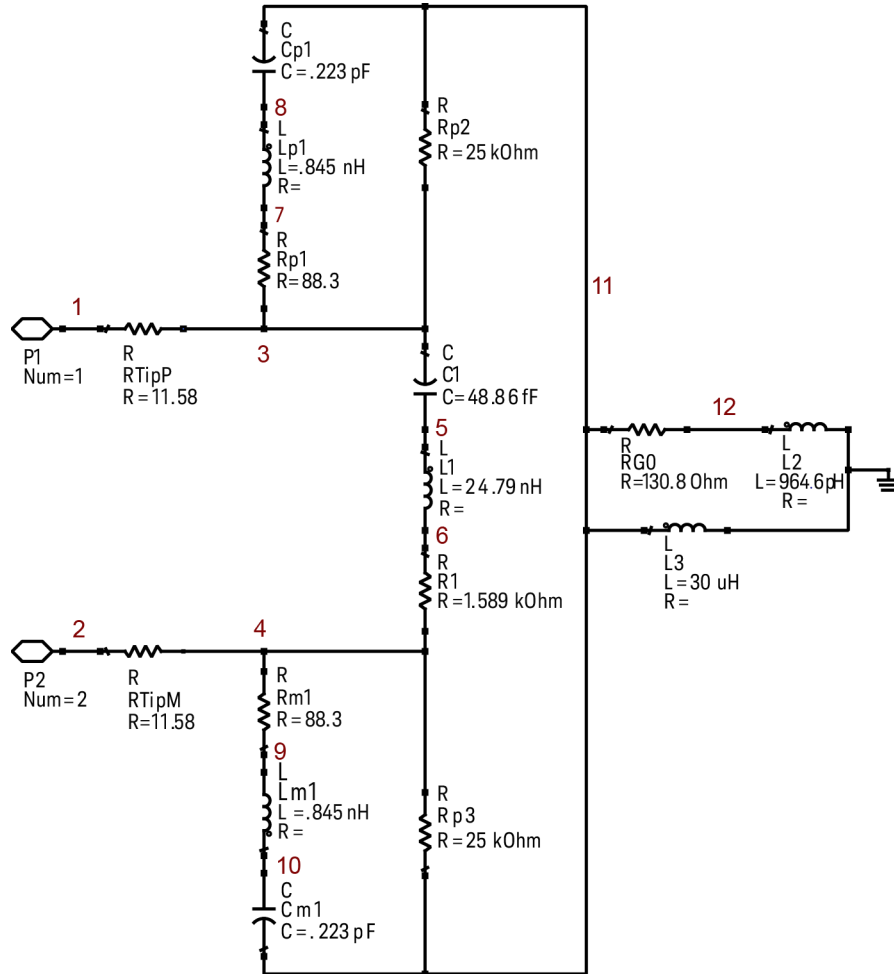 C
Cp1
C = .223 pF
8
L
Lp1
L=.845 nH
R=
7
R
Rp1
R=88.3
R
Rp2
R=25 kOhm
11
1
P1
Num=1
R
RTipP
R=11.58
3
C
C1
C=48.86fF
5
L
L1
L=24.79 nH
R=
6
R
R1
R=1.589 kOhm
12
R
RG0
R=130.8 Ohm
L
L2
L=964.6pH
R=
L
L3
L=30 uH
R=
2
P2
Num=2
R
RTipM
R=11.58
4
R
Rm1
R=88.3
9
L
Lm1
L=.845 nH
R=
10
C
Cm1
C=.223 pF
R
Rp3
R=25 kOhm